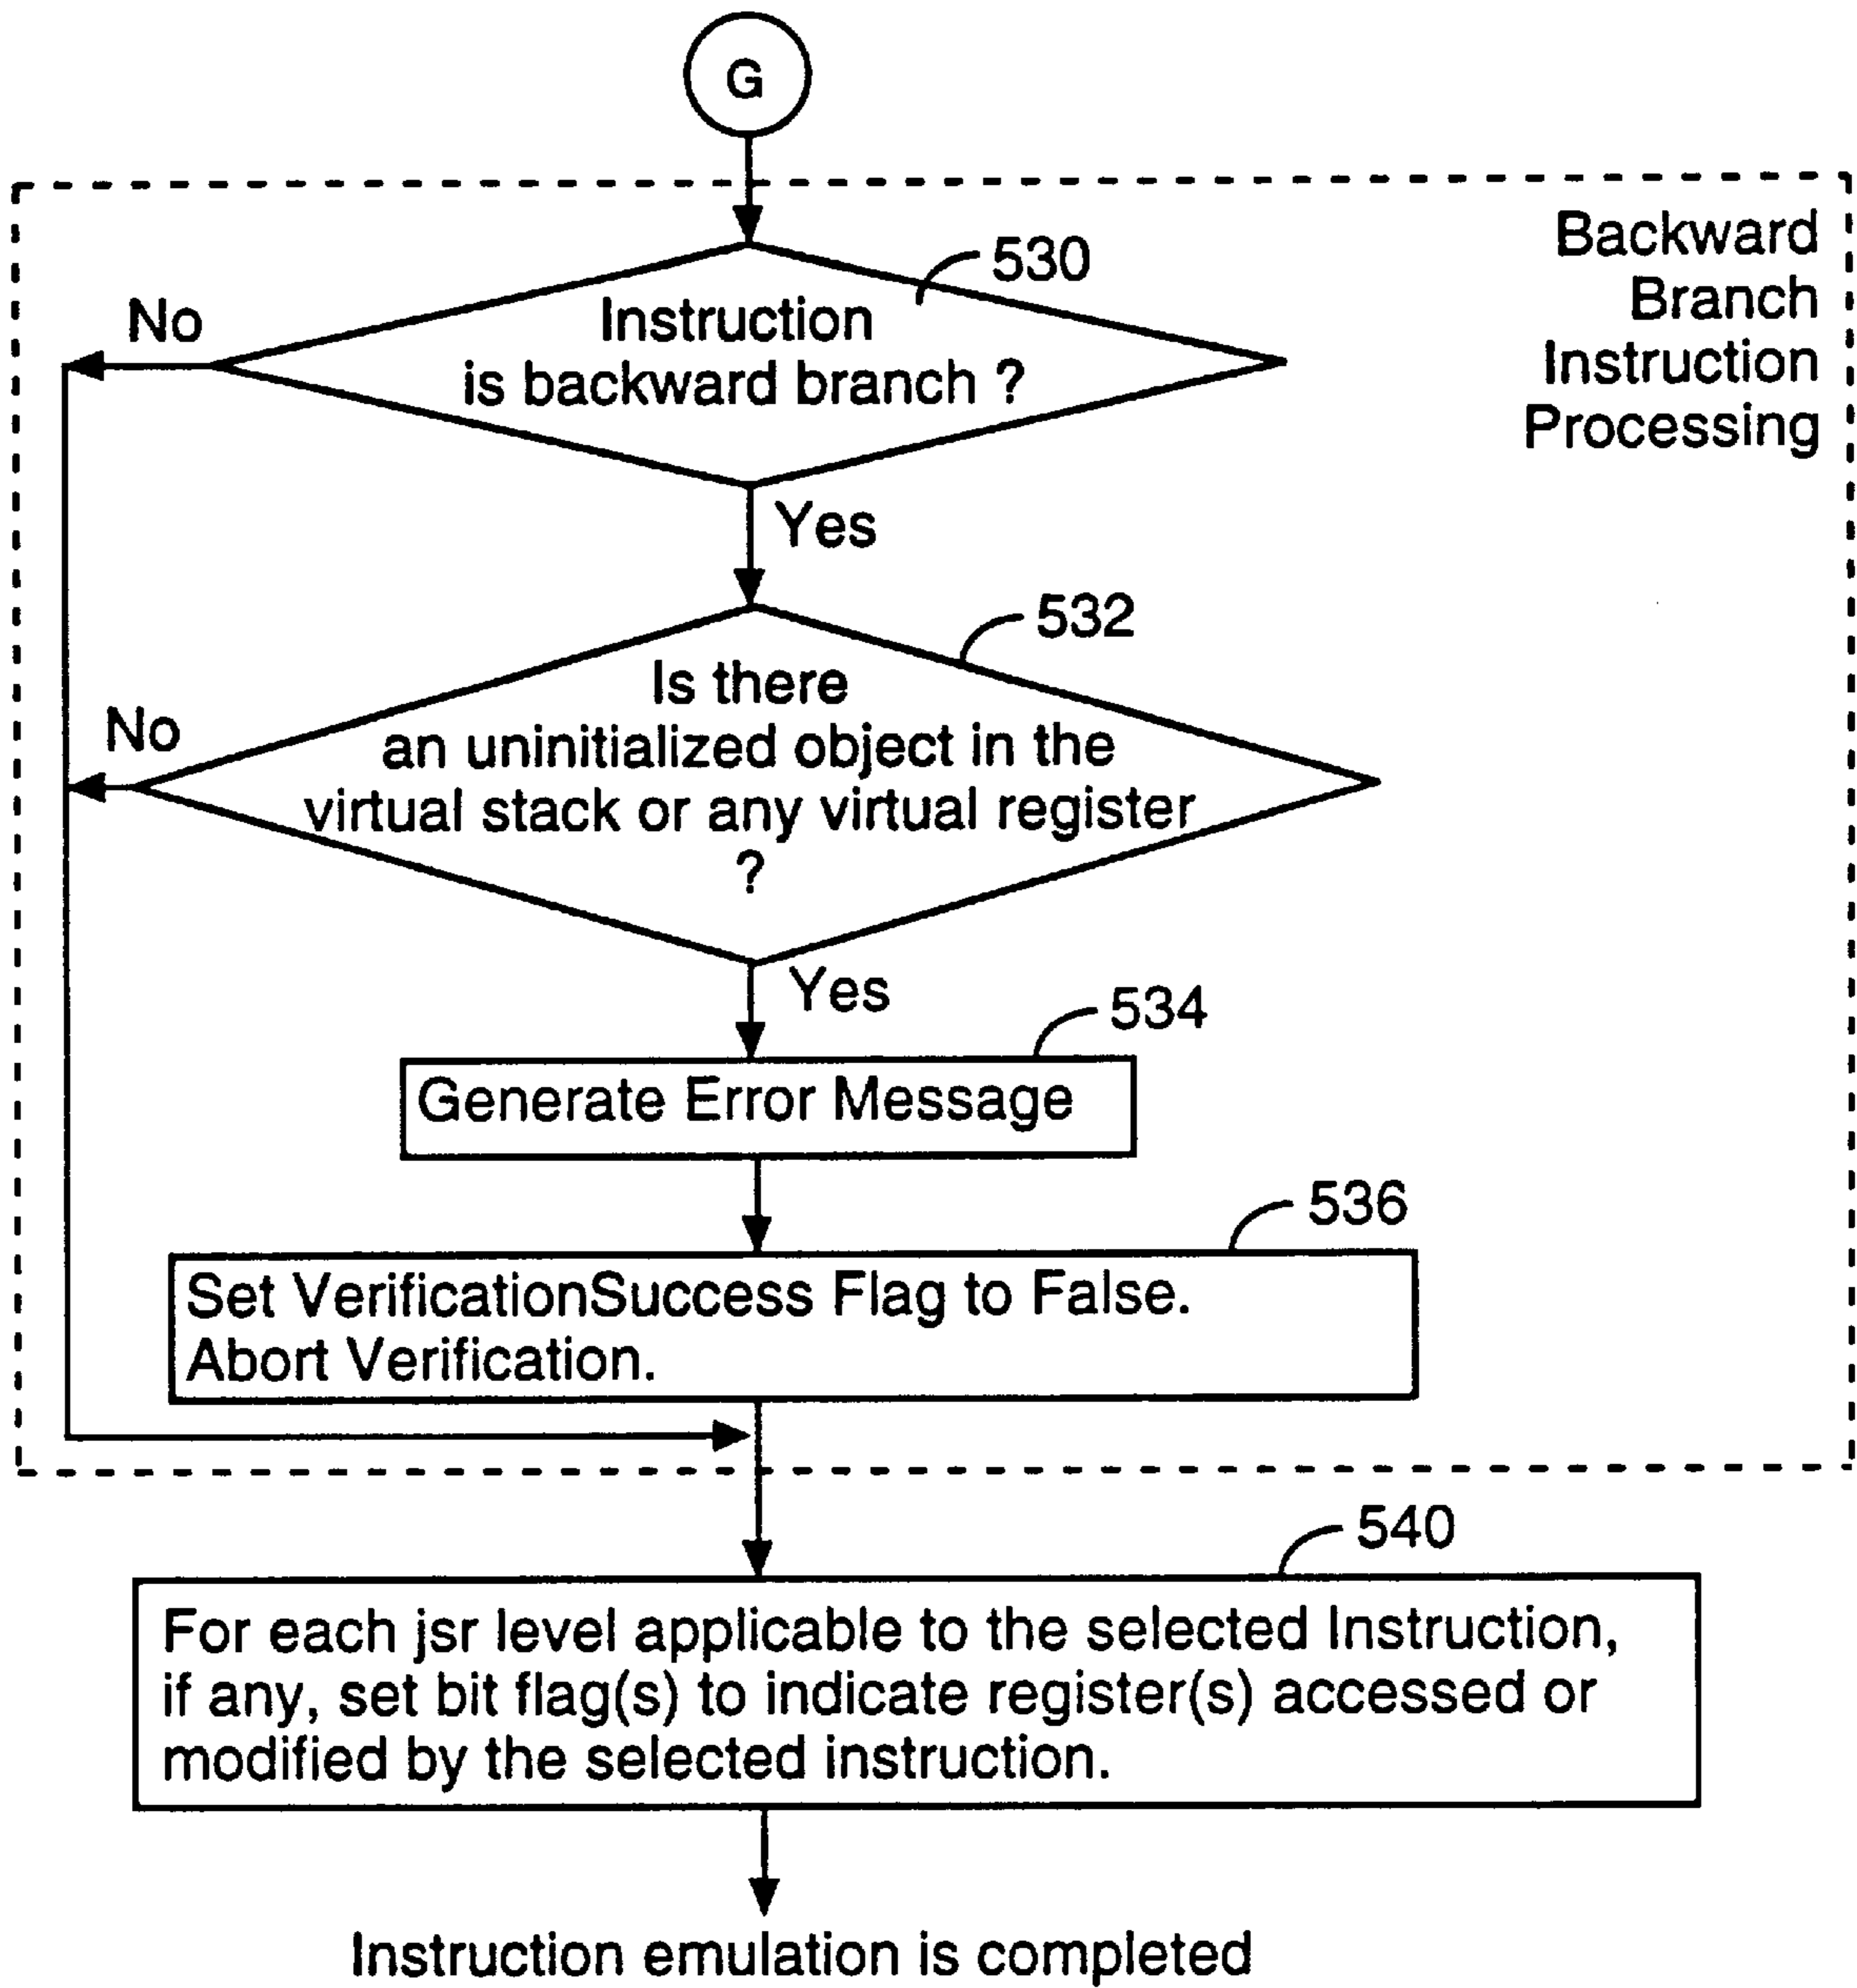 G
Backward
Branch
Instruction
Processing
530
Instruction
is backward branch ?
No
Yes
532
Is there
an uninitialized object in the
virtual stack or any virtual register
?
No
Yes
534
Generate Error Message
536
Set VerificationSuccess Flag to False.
Abort Verification.
540
For each jsr level applicable to the selected Instruction,
if any, set bit flag(s) to indicate register(s) accessed or
modified by the selected instruction.
Instruction emulation is completed